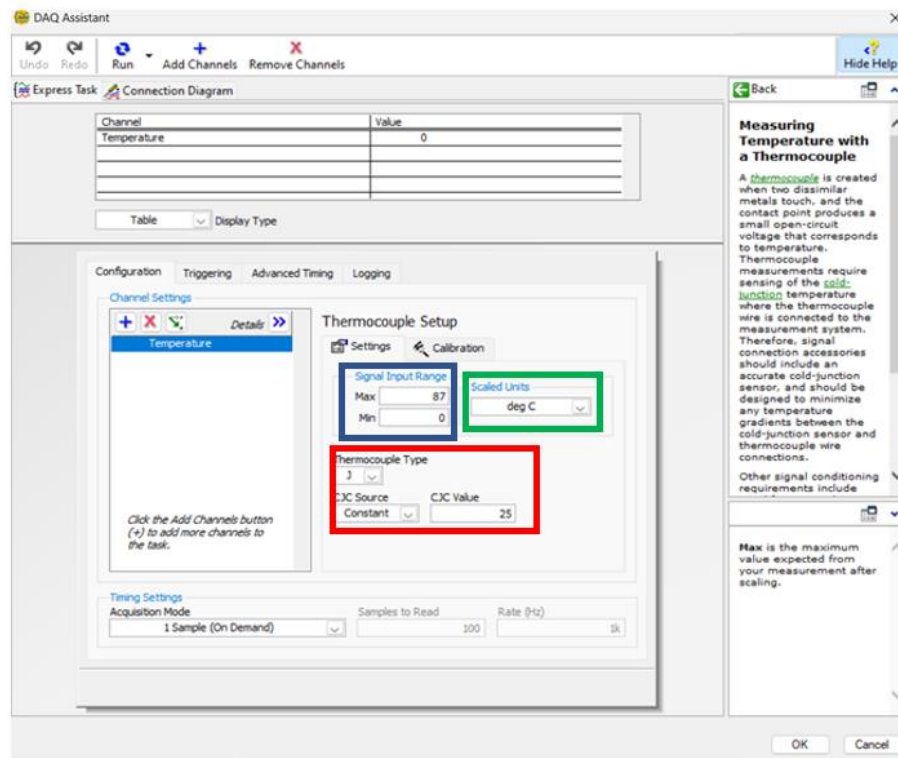 DAQ Assistant
Undo Redo Run Add Channels Remove Channels Hide Help
Express Task Connection Diagram
Channel Value
Temperature 0
Table Display Type
Configuration Triggering Advanced Timing Logging
Channel Settings
Details
Temperature
Click the Add Channels button
(+) to add more channels to
the task.
Thermocouple Setup
Settings Calibration
Signal Input Range
Max 87
Min 0
Scaled Units
deg C
Thermocouple Type
J
CJC Source CJC Value
Constant 25
Timing Settings
Acquisition Mode Samples to Read Rate (Hz)
1 Sample (On Demand) 100 1k
Back
Measuring
Temperature with
a Thermocouple
A thermocouple is created
when two dissimilar
metals touch, and the
contact point produces a
small open-circuit
voltage that corresponds
to temperature.
Thermocouple
measurements require
sensing of the cold-
junction temperature
where the thermocouple
wire is connected to the
measurement system.
Therefore, signal
connection accessories
should include an
accurate cold-junction
sensor, and should be
designed to minimize
any temperature
gradients between the
cold-junction sensor and
thermocouple wire
connections.
Other signal conditioning
requirements include
Max is the maximum
value expected from
your measurement after
scaling.
OK Cancel